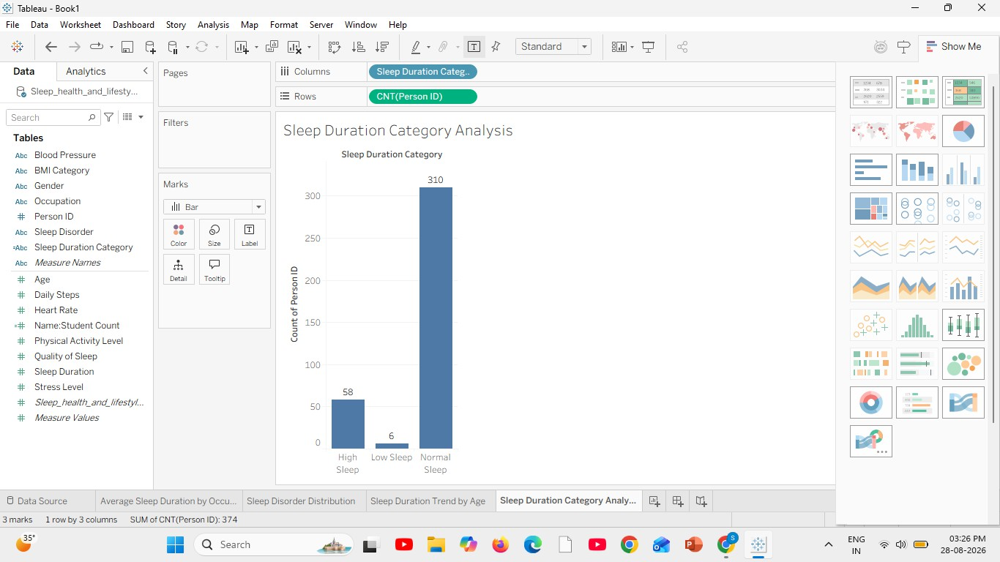 Tableau - Book1
File Data Worksheet Dashboard Story Analysis Map Format Server Window Help
Standard
Show Me
Data Analytics
Sleep_health_and_lifesty...
Search
Tables
Abc Blood Pressure
Abc BMI Category
Abc Gender
Abc Occupation
# Person ID
Abc Sleep Disorder
=Abc Sleep Duration Category
Abc Measure Names
# Age
# Daily Steps
# Heart Rate
=# Name:Student Count
# Physical Activity Level
# Quality of Sleep
# Sleep Duration
# Stress Level
# Sleep_health_and_lifestyl...
# Measure Values
Pages
Filters
Marks
Bar
Color Size Label
Detail Tooltip
Columns Sleep Duration Categ..
Rows CNT(Person ID)
Sleep Duration Category Analysis
Sleep Duration Category
Count of Person ID
300
250
200
150
100
50
0
58
6
310
High Sleep
Low Sleep
Normal Sleep
Data Source Average Sleep Duration by Occu... Sleep Disorder Distribution Sleep Duration Trend by Age Sleep Duration Category Analy...
3 marks 1 row by 3 columns SUM of CNT(Person ID): 374
35°
Search
ENG
IN
03:26 PM
28-08-2026